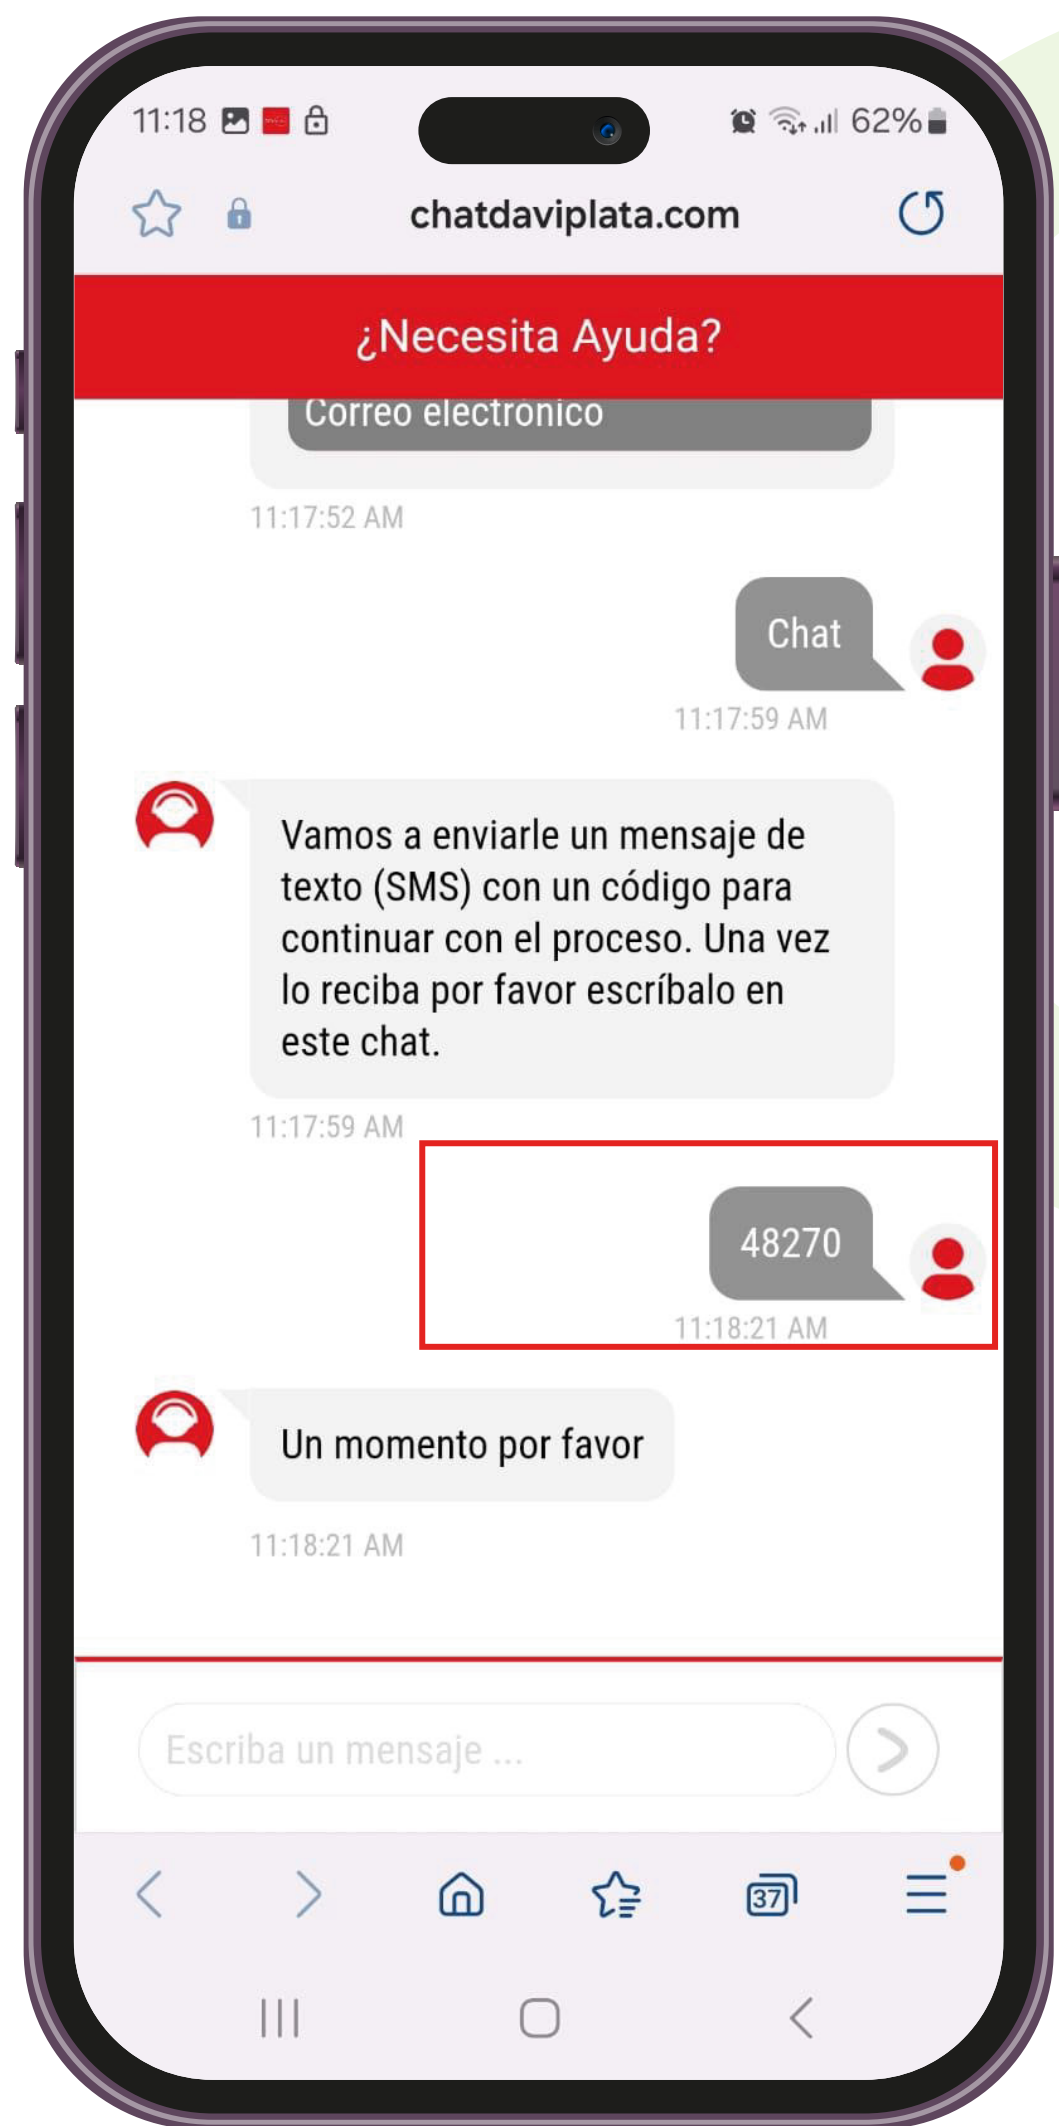 11:18
62%
chatdaviplata.com
¿Necesita Ayuda?
Correo electrónico
11:17:52 AM
Chat
11:17:59 AM
Vamos a enviarle un mensaje de
texto (SMS) con un código para
continuar con el proceso. Una vez
lo reciba por favor escríbalo en
este chat.
11:17:59 AM
48270
11:18:21 AM
Un momento por favor
11:18:21 AM
Escriba un mensaje ...
37